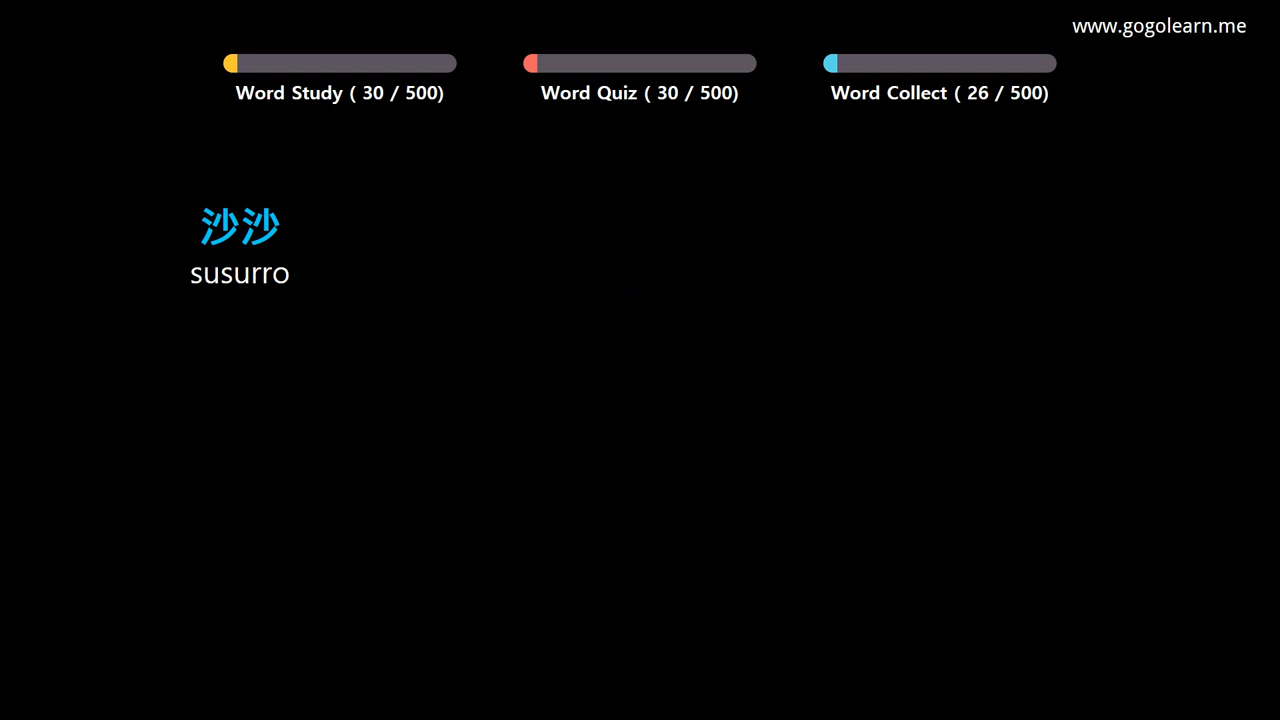 www.gogolearn.me
Word Study ( 30 / 500)
Word Quiz ( 30 / 500)
Word Collect ( 26 / 500)
沙沙
susurro